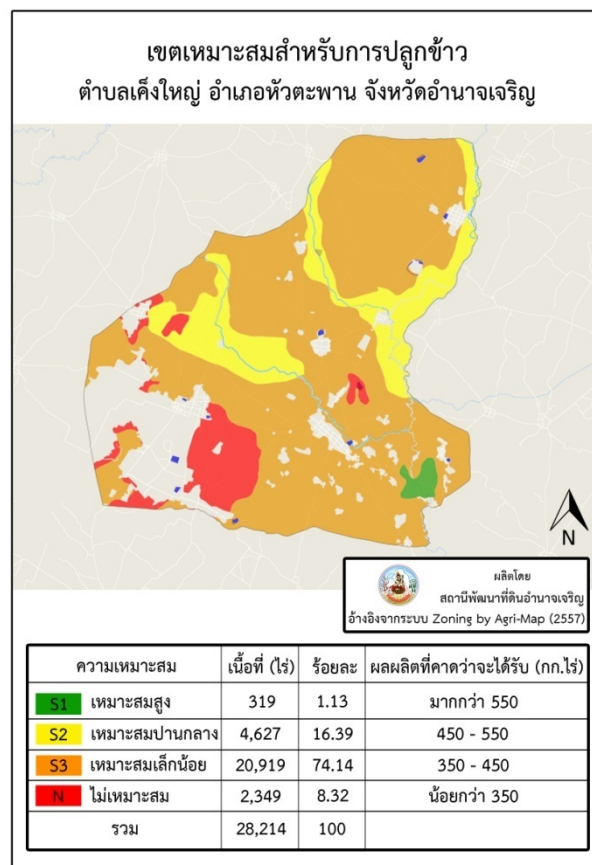 เขตเหมาะสมสำหรับการปลูกข้าว
ตำบลเค็งใหญ่ อำเภอหัวตะพาน จังหวัดอำนาจเจริญ
N
ผลิตโดย
สถานีพัฒนาที่ดินอำนาจเจริญ
อ้างอิงจากระบบ Zoning by Agri-Map (2557)
ความเหมาะสม เนื้อที่ (ไร่) ร้อยละ ผลผลิตที่คาดว่าจะได้รับ (กก.ไร่)
S1 เหมาะสมสูง 319 1.13 มากกว่า 550
S2 เหมาะสมปานกลาง 4,627 16.39 450 - 550
S3 เหมาะสมเล็กน้อย 20,919 74.14 350 - 450
N ไม่เหมาะสม 2,349 8.32 น้อยกว่า 350
รวม 28,214 100